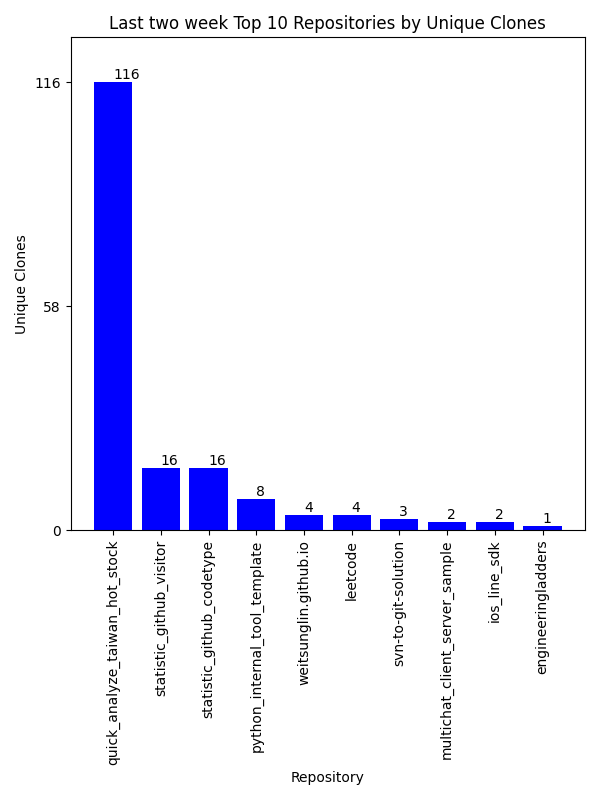 Last two week Top 10 Repositories by Unique Clones
Unique Clones
116
58
0
116
16
16
8
4
4
3
2
2
1
quick_analyze_taiwan_hot_stock
statistic_github_visitor
statistic_github_codetype
python_internal_tool_template
weitsunglin.github.io
leetcode
svn-to-git-solution
multichat_client_server_sample
ios_line_sdk
engineeringladders
Repository